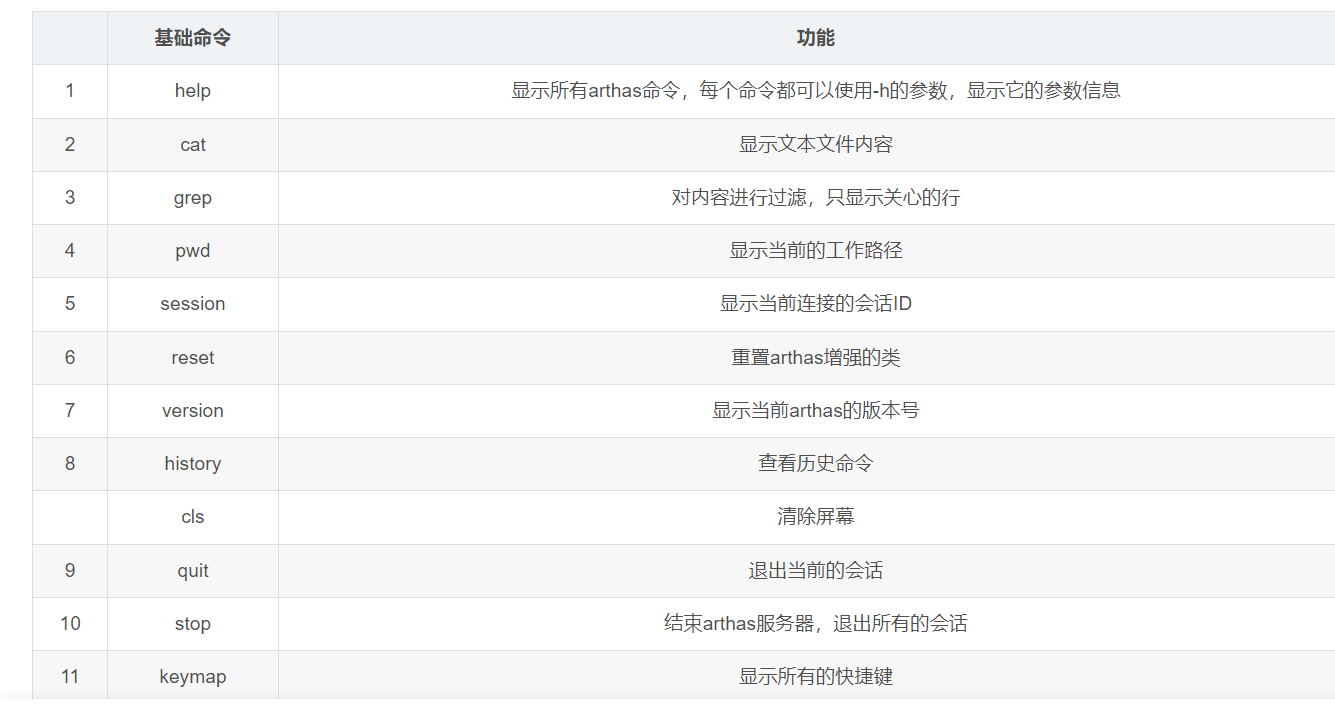 基础命令 功能
1 help 显示所有arthas命令，每个命令都可以使用-h的参数，显示它的参数信息
2 cat 显示文本文件内容
3 grep 对内容进行过滤，只显示关心的行
4 pwd 显示当前的工作路径
5 session 显示当前连接的会话ID
6 reset 重置arthas增强的类
7 version 显示当前arthas的版本号
8 history 查看历史命令
cls 清除屏幕
9 quit 退出当前的会话
10 stop 结束arthas服务器，退出所有的会话
11 keymap 显示所有的快捷键